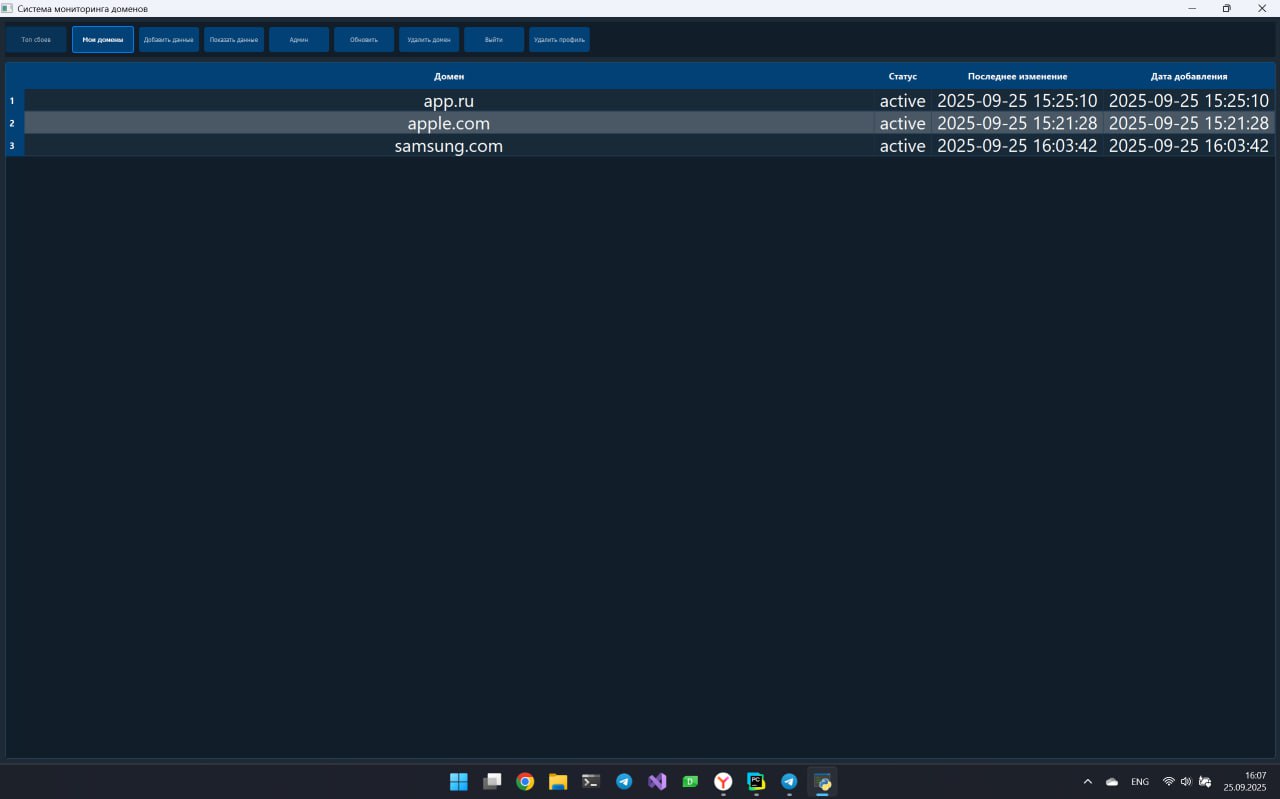 Система мониторинга доменов
Топ сбоев Мои домены Добавить данные Показать данные Админ Обновить Удалить домен Выйти Удалить профиль
Домен Статус Последнее изменение Дата добавления
1 app.ru active 2025-09-25 15:25:10 2025-09-25 15:25:10
2 apple.com active 2025-09-25 15:21:28 2025-09-25 15:21:28
3 samsung.com active 2025-09-25 16:03:42 2025-09-25 16:03:42
ENG 16:07
25.09.2025